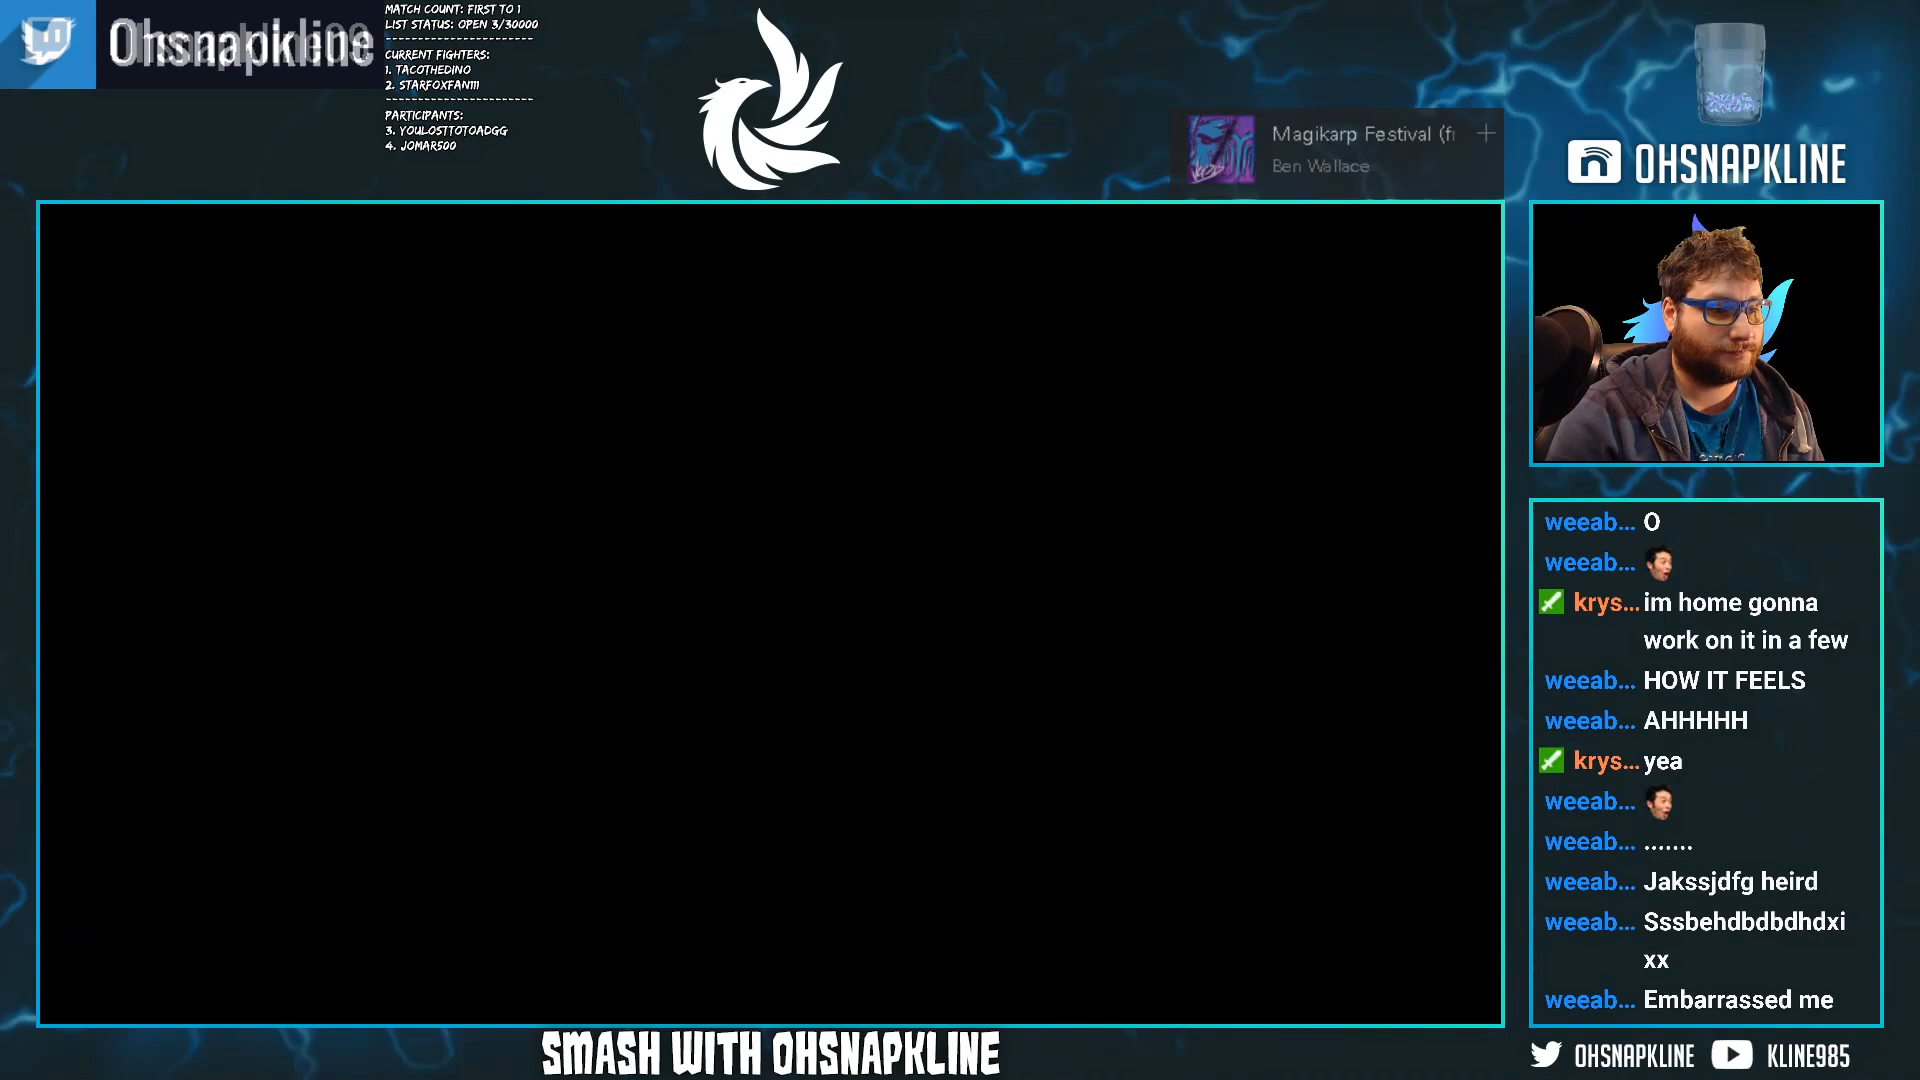 Ohsnapkline
MATCH COUNT: FIRST TO 1
LIST STATUS: OPEN 3/30000
------------------------
CURRENT FIGHTERS:
1. TACOTHEDINO
2. STARFOXFAN111
------------------------
PARTICIPANTS:
3. YOULOSTTOTOADGG
4. JOMAR500
Magikarp Festival (fr
Ben Wallace
OHSNAPKLINE
weeab... O
weeab...
krys... im home gonna
work on it in a few
weeab... HOW IT FEELS
weeab... AHHHHH
krys... yea
weeab...
weeab... .......
weeab... Jakssjdfg heird
weeab... Sssbehdbdbdhdxi
xx
weeab... Embarrassed me
SMASH WITH OHSNAPKLINE
OHSNAPKLINE
KLINE985